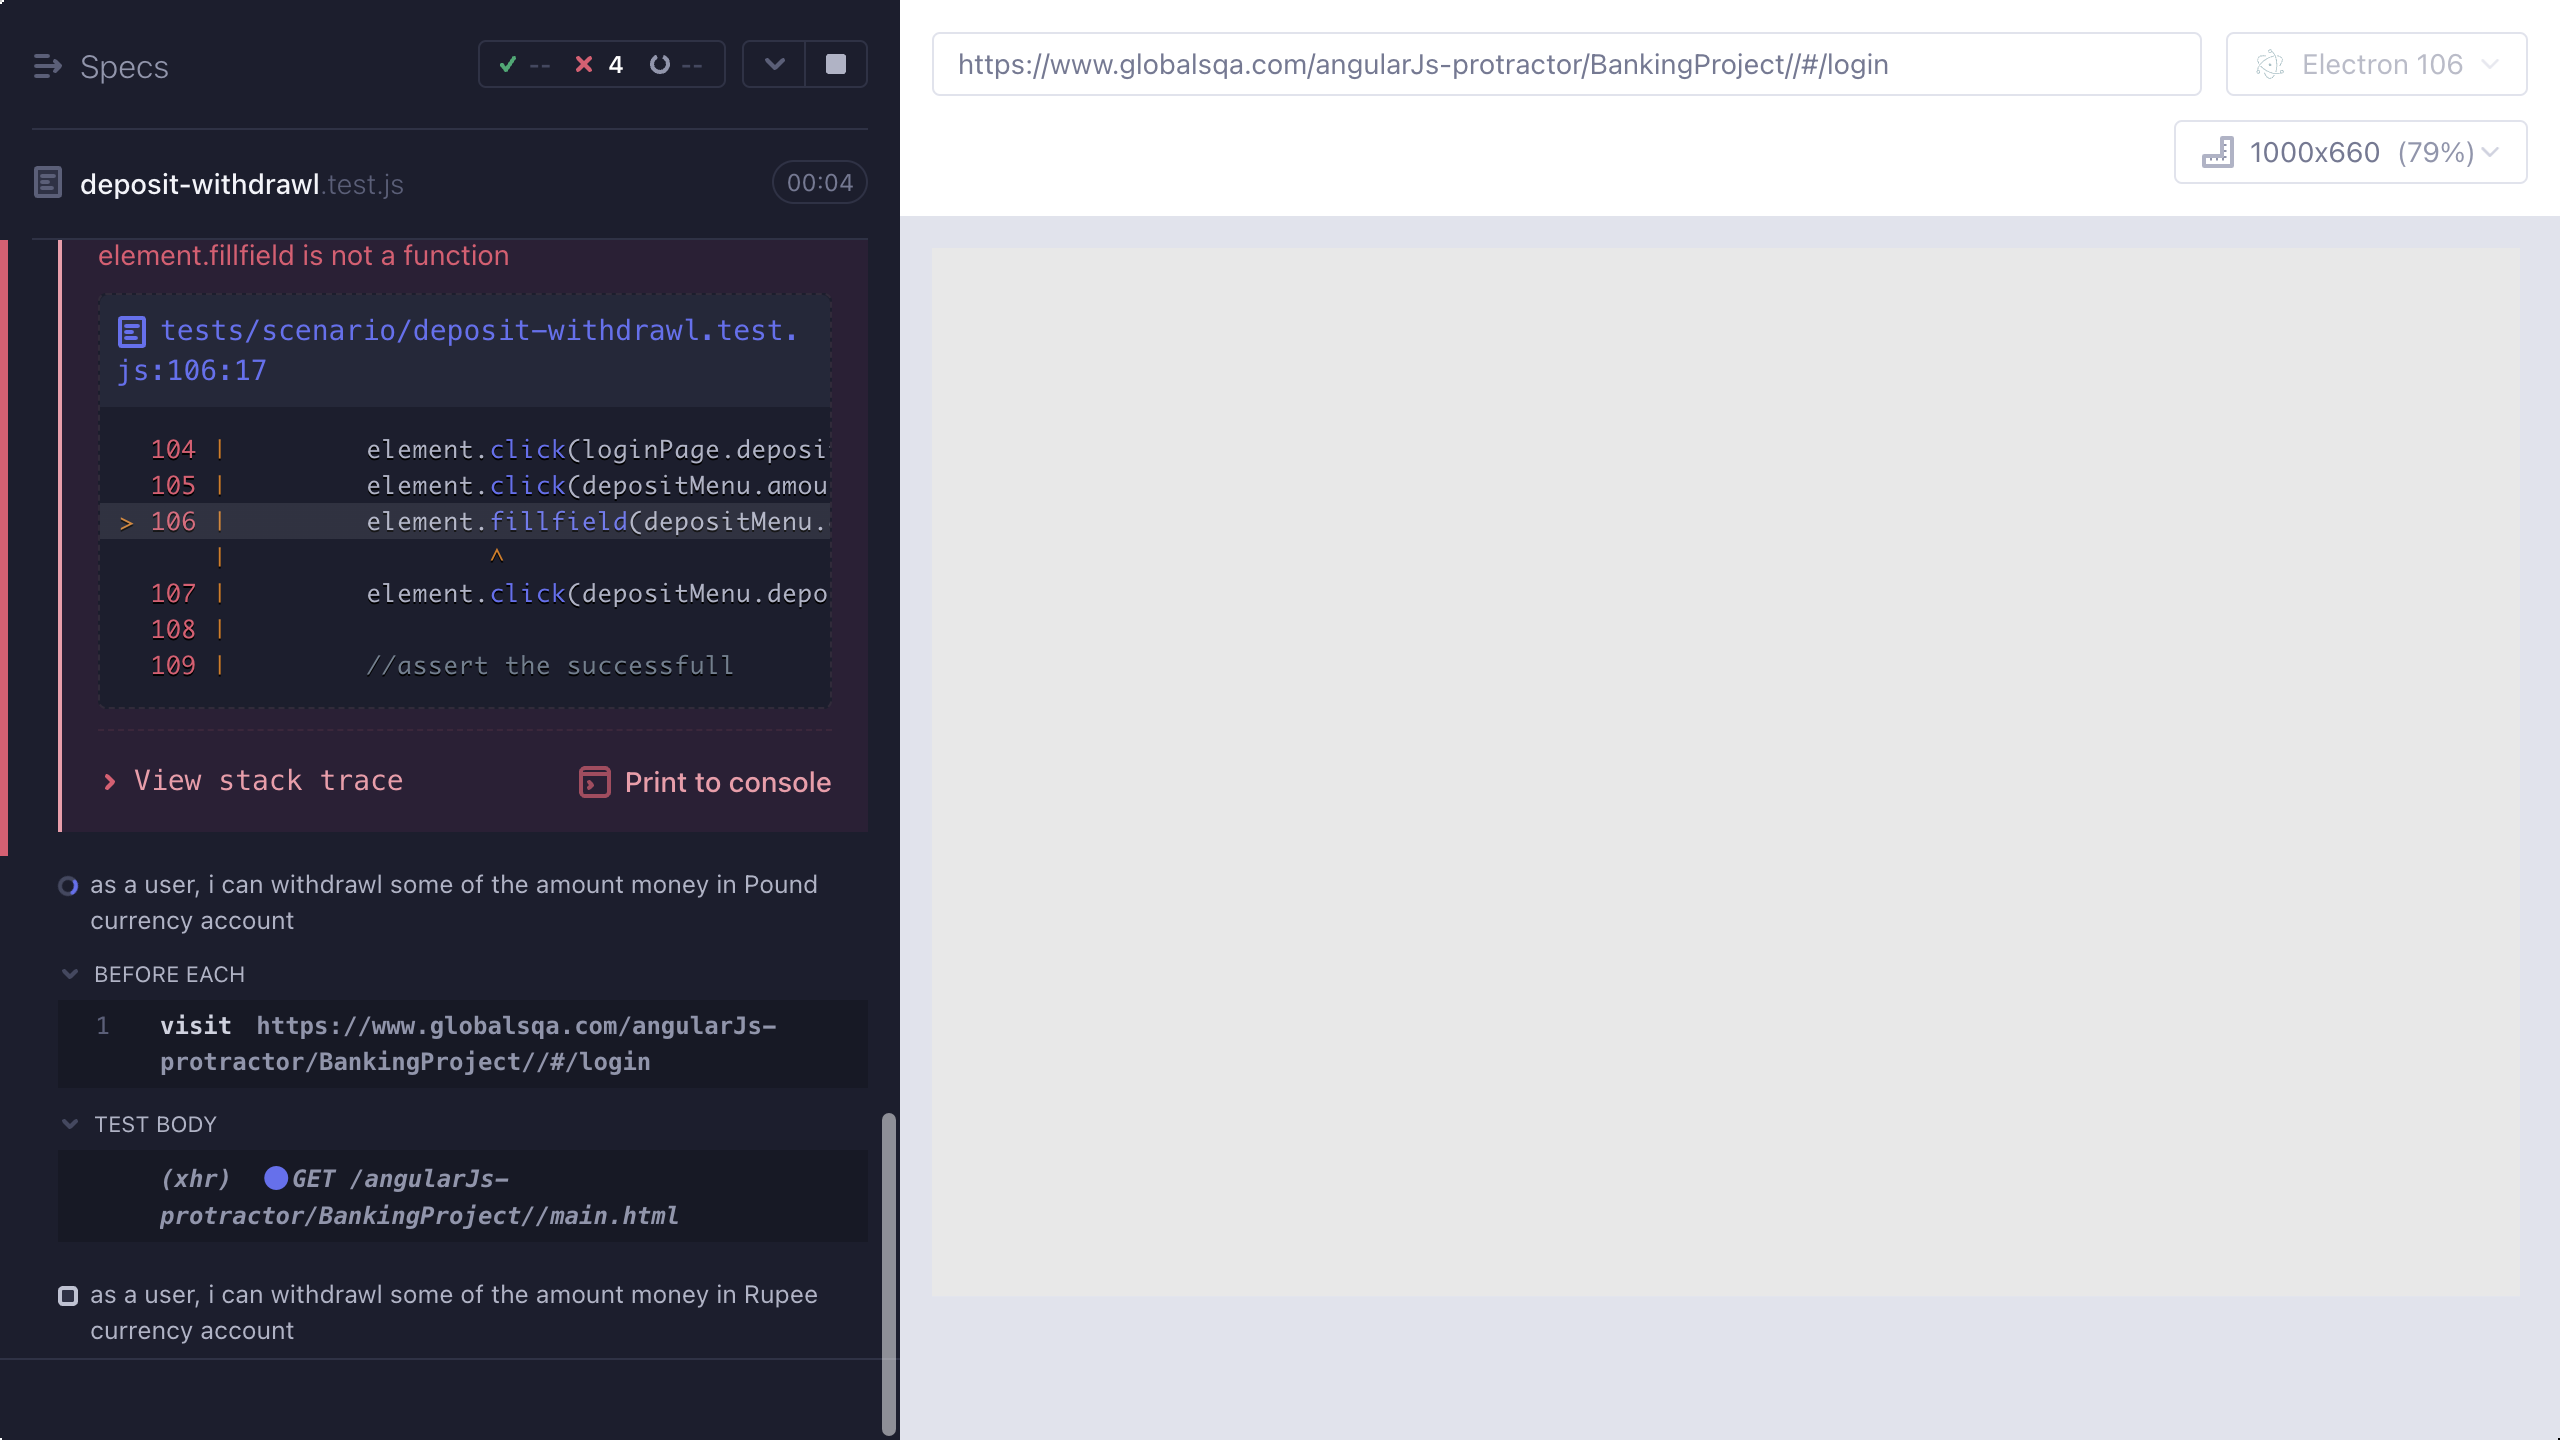 Specs
-- 4 --
deposit-withdrawl.test.js 00:04
element.fillfield is not a function
tests/scenario/deposit-withdrawl.test.
js:106:17
104 | element.click(loginPage.deposi
105 | element.click(depositMenu.amou
> 106 | element.fillfield(depositMenu.
| ^
107 | element.click(depositMenu.depo
108 |
109 | //assert the successfull
View stack trace
Print to console
as a user, i can withdrawl some of the amount money in Pound
currency account
BEFORE EACH
1 visit https://www.globalsqa.com/angularJs-
protractor/BankingProject//#/login
TEST BODY
(xhr) GET /angularJs-
protractor/BankingProject//main.html
as a user, i can withdrawl some of the amount money in Rupee
currency account
https://www.globalsqa.com/angularJs-protractor/BankingProject//#/login
Electron 106
1000x660 (79%)